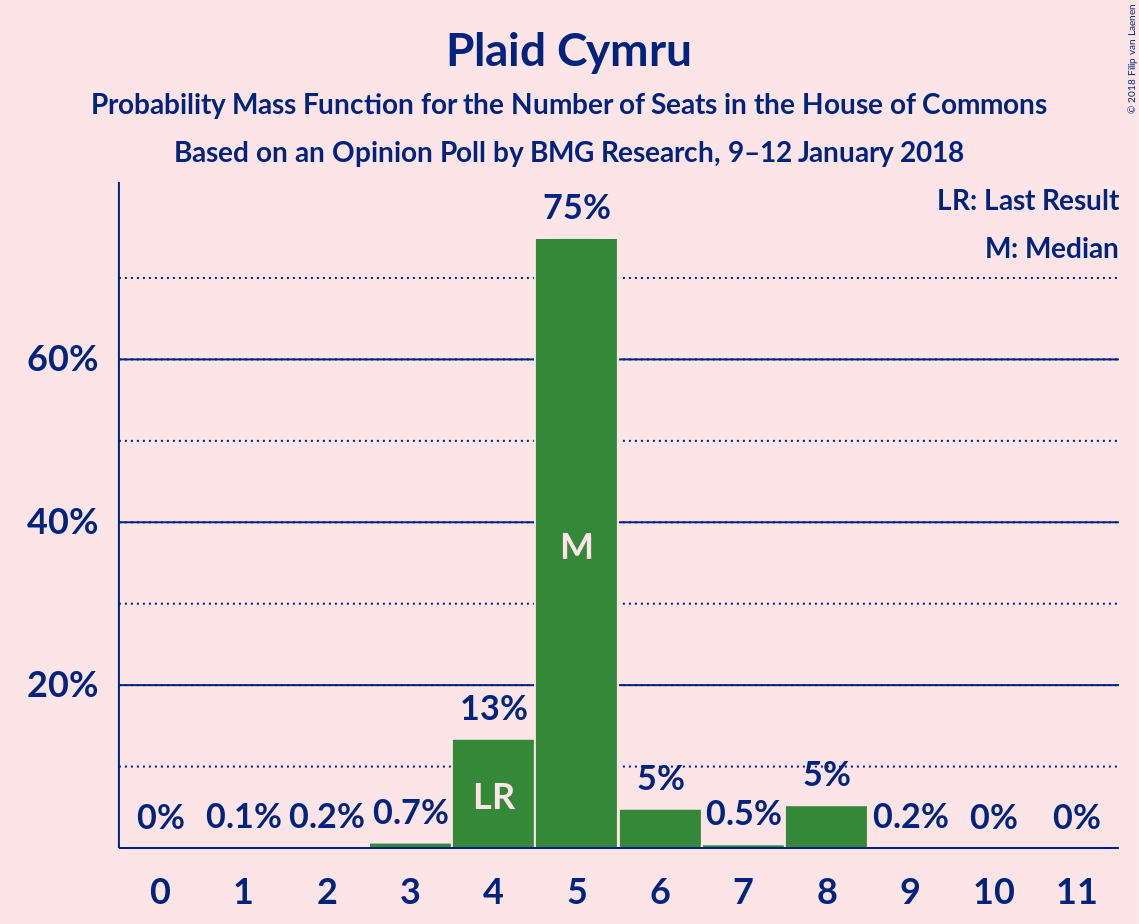 Plaid Cymru
Probability Mass Function for the Number of Seats in the House of Commons
Based on an Opinion Poll by BMG Research, 9–12 January 2018
© 2018 Filip van Laenen
LR: Last Result
M: Median
60%
40%
20%
0%
0.1%
0.2%
0.7%
13%
75%
5%
0.5%
5%
0.2%
0%
0%
LR
M
0 1 2 3 4 5 6 7 8 9 10 11